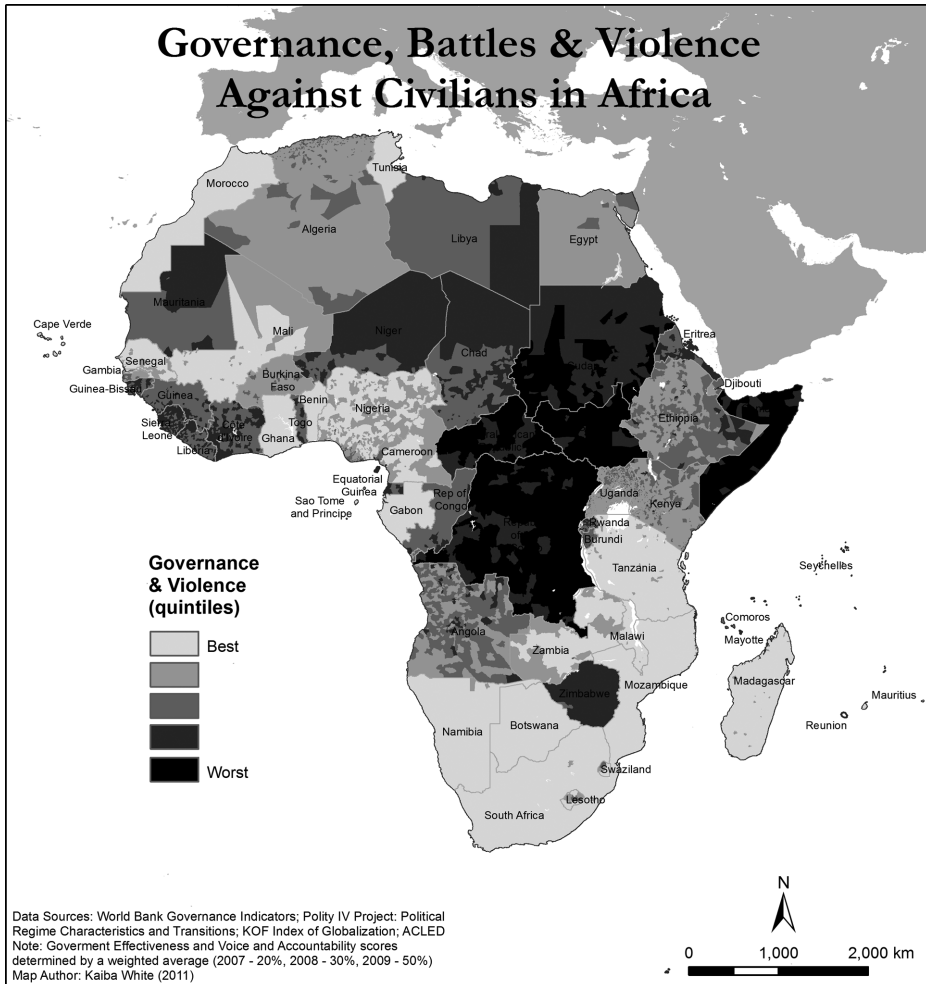 Governance, Battles & Violence
Against Civilians in Africa
Tunisia
Morocco
Algeria
Libya
Egypt
Mauritania
Cape Verde
Mali
Niger
Chad
Eritrea
Senegal
Gambia
Guinea-Bissau
Guinea
Burkina
Faso
Benin
Nigeria
Djibouti
Ethiopia
Sierra
Leone
Liberia
Cote
Ghana
Togo
Cameroon
Equatorial
Guinea
Sao Tome
and Principe
Gabon
Rep of
Congo
Uganda
Kenya
Rwanda
Burundi
Tanzania
Seychelles
Comoros
Mayotte
Angola
Malawi
Zambia
Mozambique
Madagascar
Mauritius
Reunion
Zimbabwe
Namibia
Botswana
Swaziland
Lesotho
South Africa
Governance
& Violence
(quintiles)
Best
Worst
N
0 1,000 2,000 km
Data Sources: World Bank Governance Indicators; Polity IV Project: Political
Regime Characteristics and Transitions; KOF Index of Globalization; ACLED
Note: Goverment Effectiveness and Voice and Accountability scores
determined by a weighted average (2007 - 20%, 2008 - 30%, 2009 - 50%)
Map Author: Kaiba White (2011)